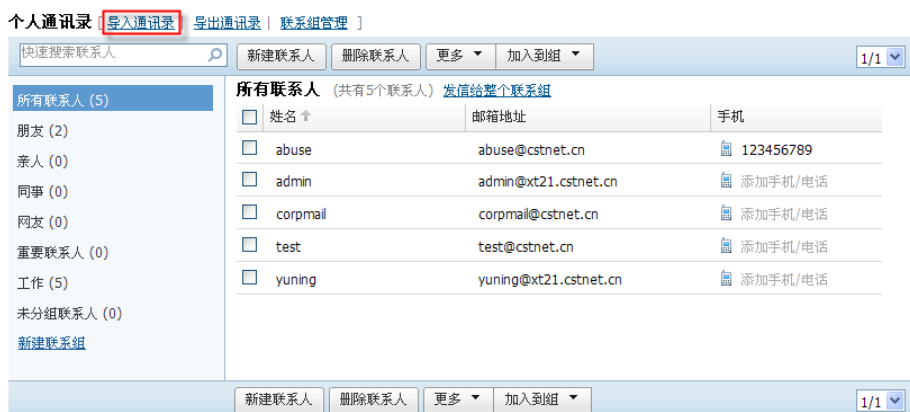 个人通讯录 [ 导入通讯录 | 导出通讯录 | 联系组管理 ]
快速搜索联系人 新建联系人 删除联系人 更多 加入到组 1/1
所有联系人 (5)
朋友 (2)
亲人 (0)
同事 (0)
网友 (0)
重要联系人 (0)
工作 (5)
未分组联系人 (0)
新建联系组
所有联系人 (共有5个联系人) 发信给整个联系组
姓名 邮箱地址 手机
abuse abuse@cstnet.cn 123456789
admin admin@xt21.cstnet.cn 添加手机/电话
corpmail corpmail@cstnet.cn 添加手机/电话
test test@cstnet.cn 添加手机/电话
yuning yuning@xt21.cstnet.cn 添加手机/电话
新建联系人 删除联系人 更多 加入到组 1/1